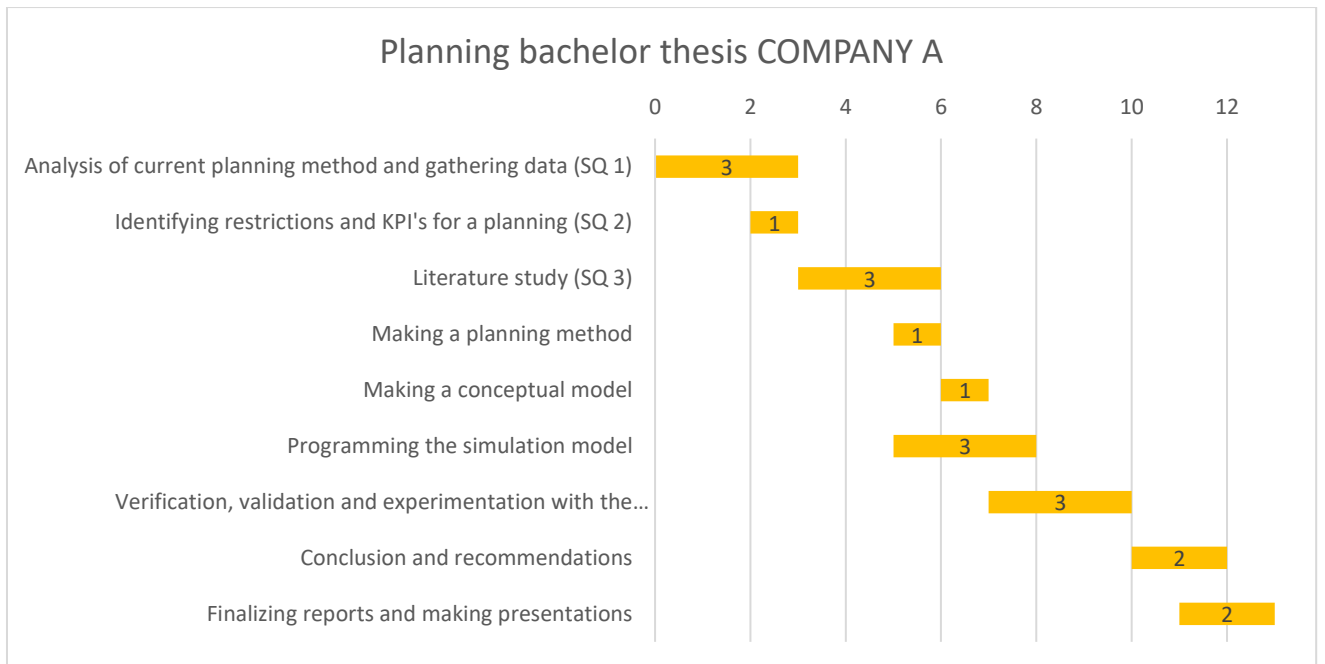 Planning bachelor thesis COMPANY A
0 2 4 6 8 10 12
Analysis of current planning method and gathering data (SQ 1) 3
Identifying restrictions and KPI's for a planning (SQ 2) 1
Literature study (SQ 3) 3
Making a planning method 1
Making a conceptual model 1
Programming the simulation model 3
Verification, validation and experimentation with the… 3
Conclusion and recommendations 2
Finalizing reports and making presentations 2